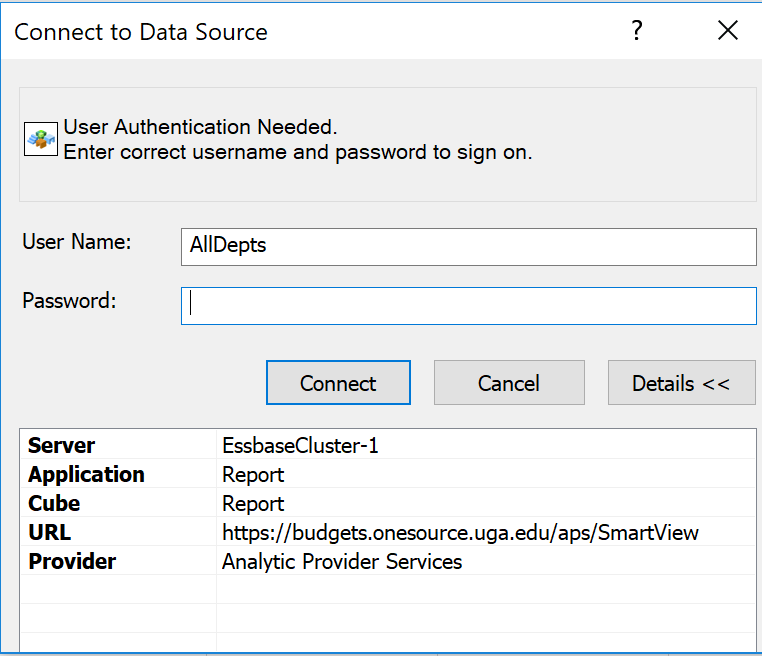 Connect to Data Source ?
User Authentication Needed.
Enter correct username and password to sign on.
User Name: AllDepts
Password:
Connect Cancel Details <<
Server EssbaseCluster-1
Application Report
Cube Report
URL https://budgets.onesource.uga.edu/aps/SmartView
Provider Analytic Provider Services